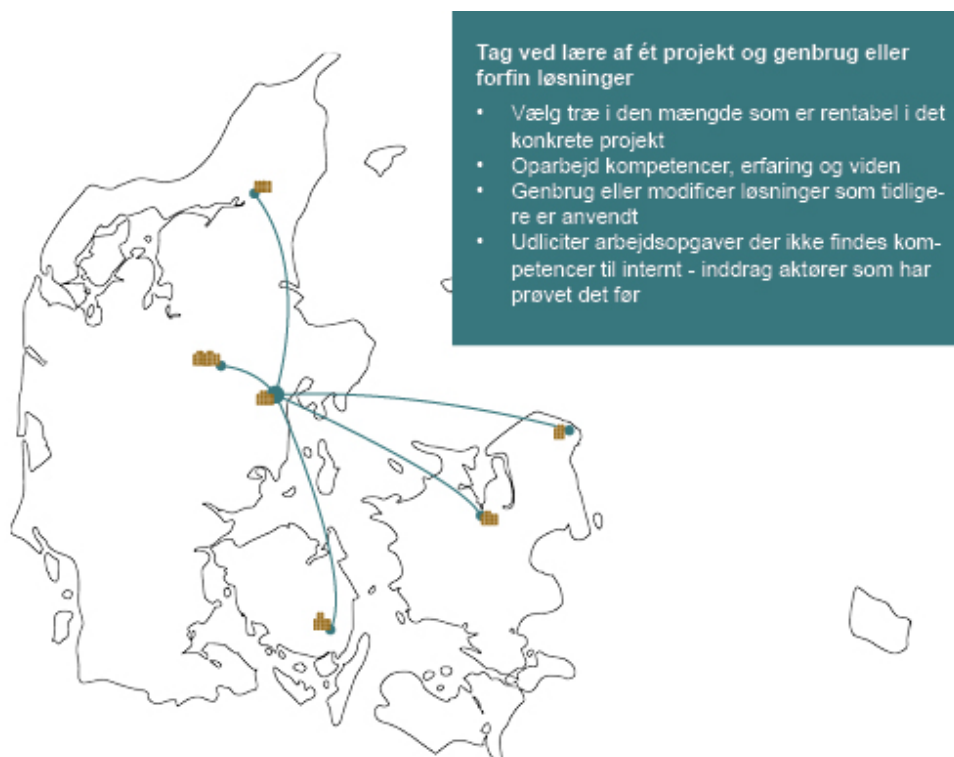 Tag ved lære af ét projekt og genbrug eller
forfin løsninger
• Vælg træ i den mængde som er rentabel i det
konkrete projekt
• Oparbejd kompetencer, erfaring og viden
• Genbrug eller modificer løsninger som tidlige-
re er anvendt
• Udliciter arbejdsopgaver der ikke findes kom-
petencer til internt - inddrag aktører som har
prøvet det før